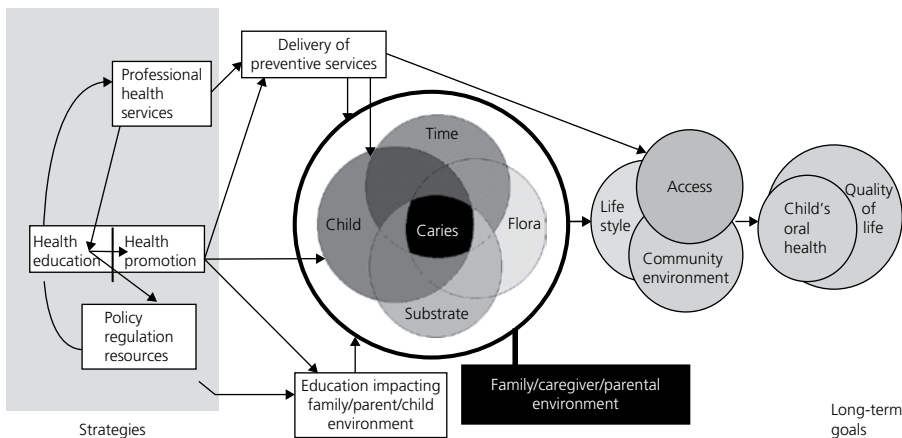 Professional
health
services
Health
education
Health
promotion
Policy
regulation
resources
Strategies
Delivery of
preventive services
Time
Child
Caries
Flora
Substrate
Education impacting
family/parent/child
environment
Family/caregiver/parental
environment
Life
style
Access
Community
environment
Child's
oral
health
Quality
of
life
Long-term
goals